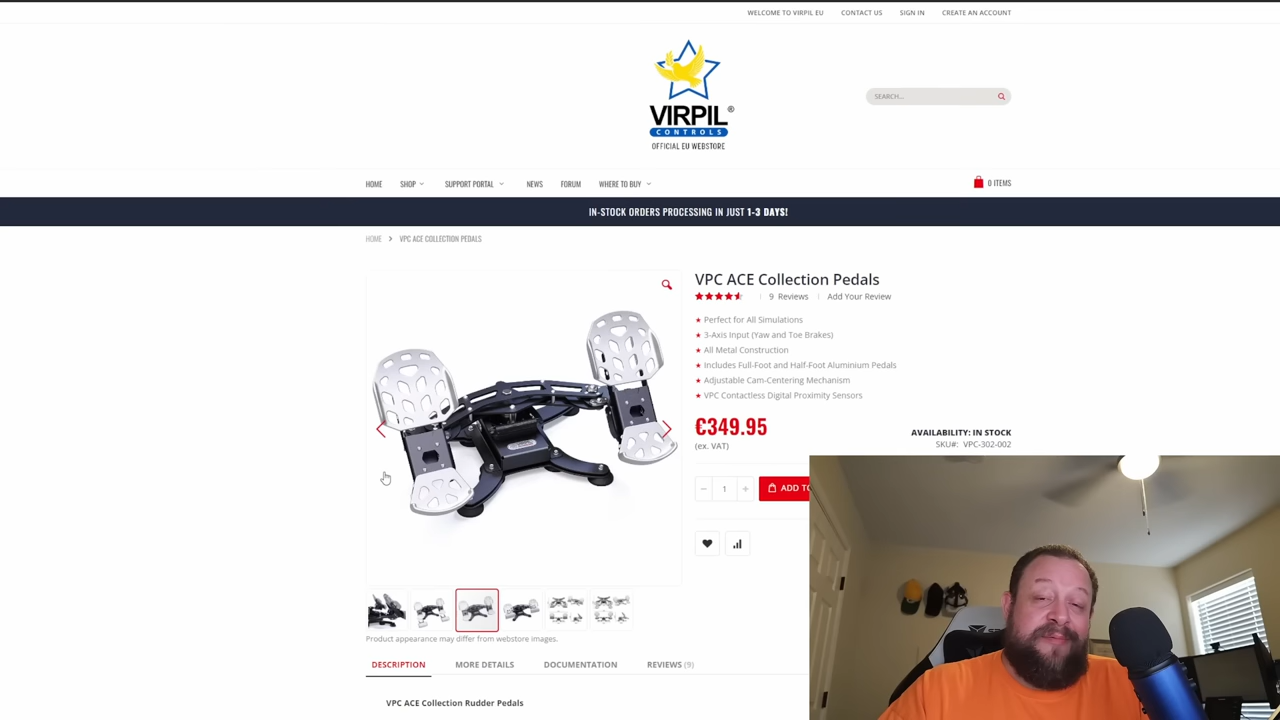 WELCOME TO VIRPIL EU CONTACT US SIGN IN CREATE AN ACCOUNT
VIRPIL®
CONTROLS
OFFICIAL EU WEBSTORE
SEARCH...
HOME SHOP SUPPORT PORTAL NEWS FORUM WHERE TO BUY 0 ITEMS
IN-STOCK ORDERS PROCESSING IN JUST 1-3 DAYS!
HOME > VPC ACE COLLECTION PEDALS
VPC ACE Collection Pedals
9 Reviews | Add Your Review
★ Perfect for All Simulations
★ 3-Axis Input (Yaw and Toe Brakes)
★ All Metal Construction
★ Includes Full-Foot and Half-Foot Aluminium Pedals
★ Adjustable Cam-Centering Mechanism
★ VPC Contactless Digital Proximity Sensors
€349.95
(ex. VAT)
AVAILABILITY: IN STOCK
SKU#: VPC-302-002
- 1 + ADD TO
Product appearance may differ from webstore images.
DESCRIPTION MORE DETAILS DOCUMENTATION REVIEWS (9)
VPC ACE Collection Rudder Pedals